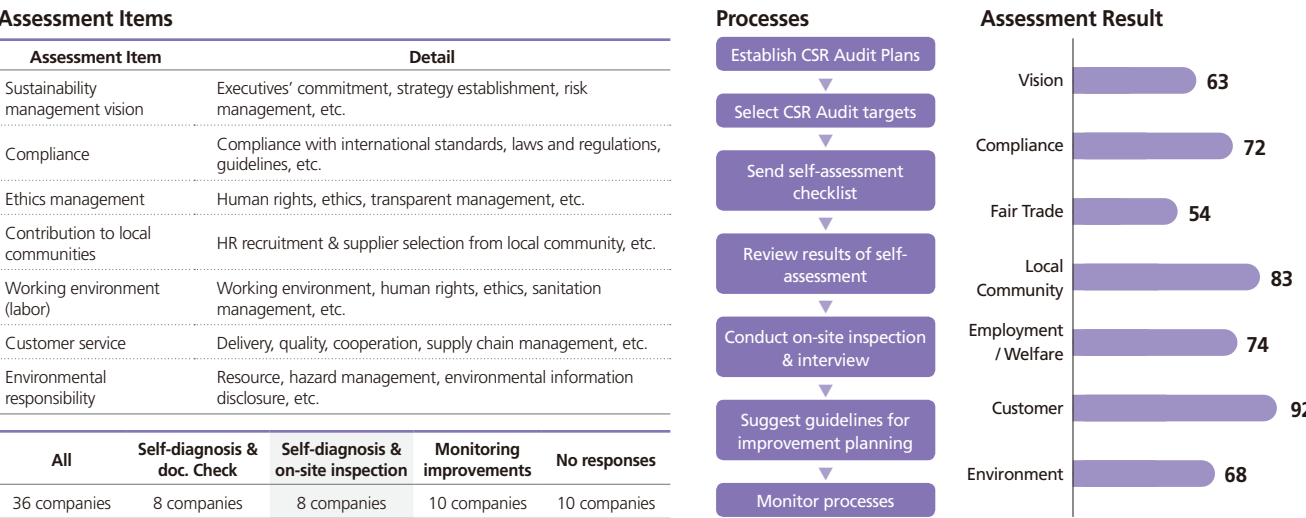 Assessment Items
Assessment Item Detail
Sustainability
management vision
Executives' commitment, strategy establishment, risk
management, etc.
Compliance
Compliance with international standards, laws and regulations,
guidelines, etc.
Ethics management
Human rights, ethics, transparent management, etc.
Contribution to local
communities
HR recruitment & supplier selection from local community, etc.
Working environment
(labor)
Working environment, human rights, ethics, sanitation
management, etc.
Customer service
Delivery, quality, cooperation, supply chain management, etc.
Environmental
responsibility
Resource, hazard management, environmental information
disclosure, etc.
All
Self-diagnosis &
doc. Check
Self-diagnosis &
on-site inspection
Monitoring
improvements
No responses
36 companies 8 companies 8 companies 10 companies 10 companies
Processes
Establish CSR Audit Plans
Select CSR Audit targets
Send self-assessment
checklist
Review results of self-
assessment
Conduct on-site inspection
& interview
Suggest guidelines for
improvement planning
Monitor processes
Assessment Result
Vision 63
Compliance 72
Fair Trade 54
Local
Community
83
Employment
/ Welfare
74
Customer 92
Environment 68